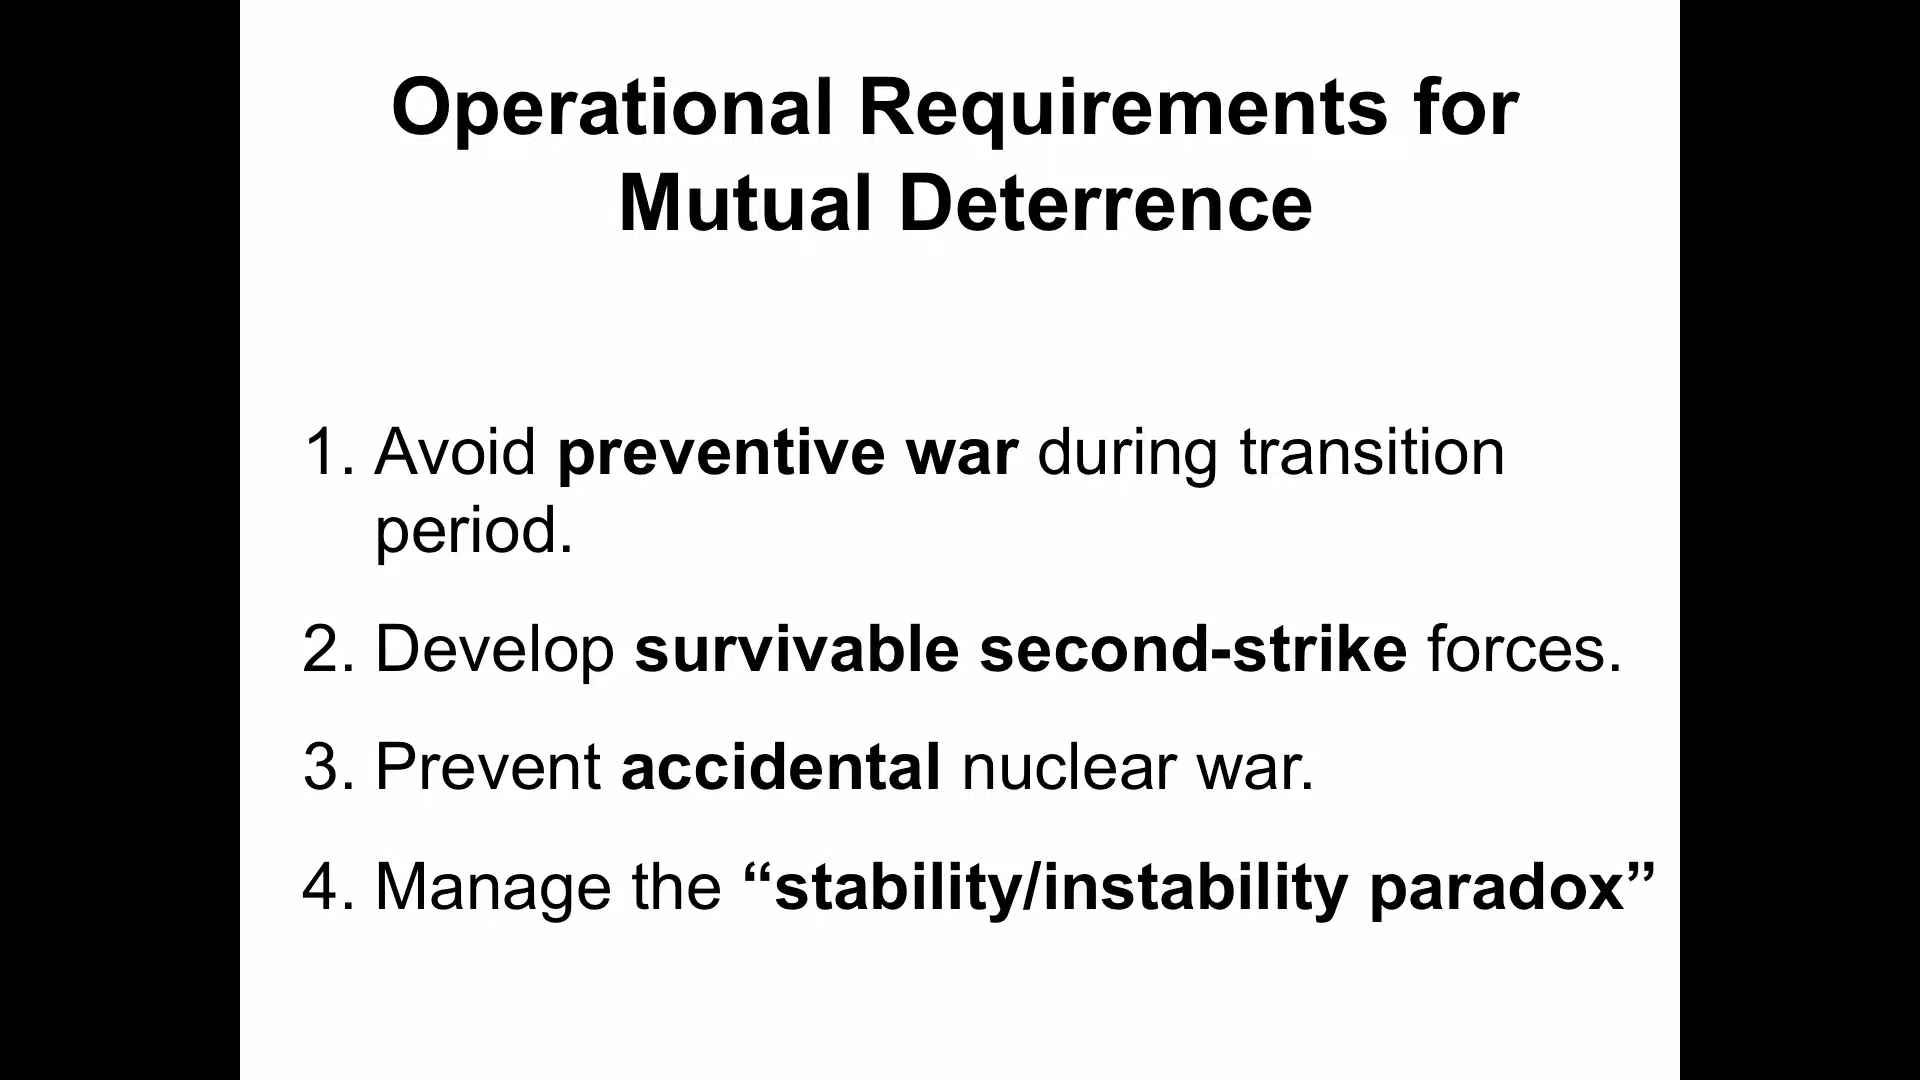 Operational Requirements for
Mutual Deterrence
1. Avoid preventive war during transition
period.
2. Develop survivable second-strike forces.
3. Prevent accidental nuclear war.
4. Manage the “stability/instability paradox”